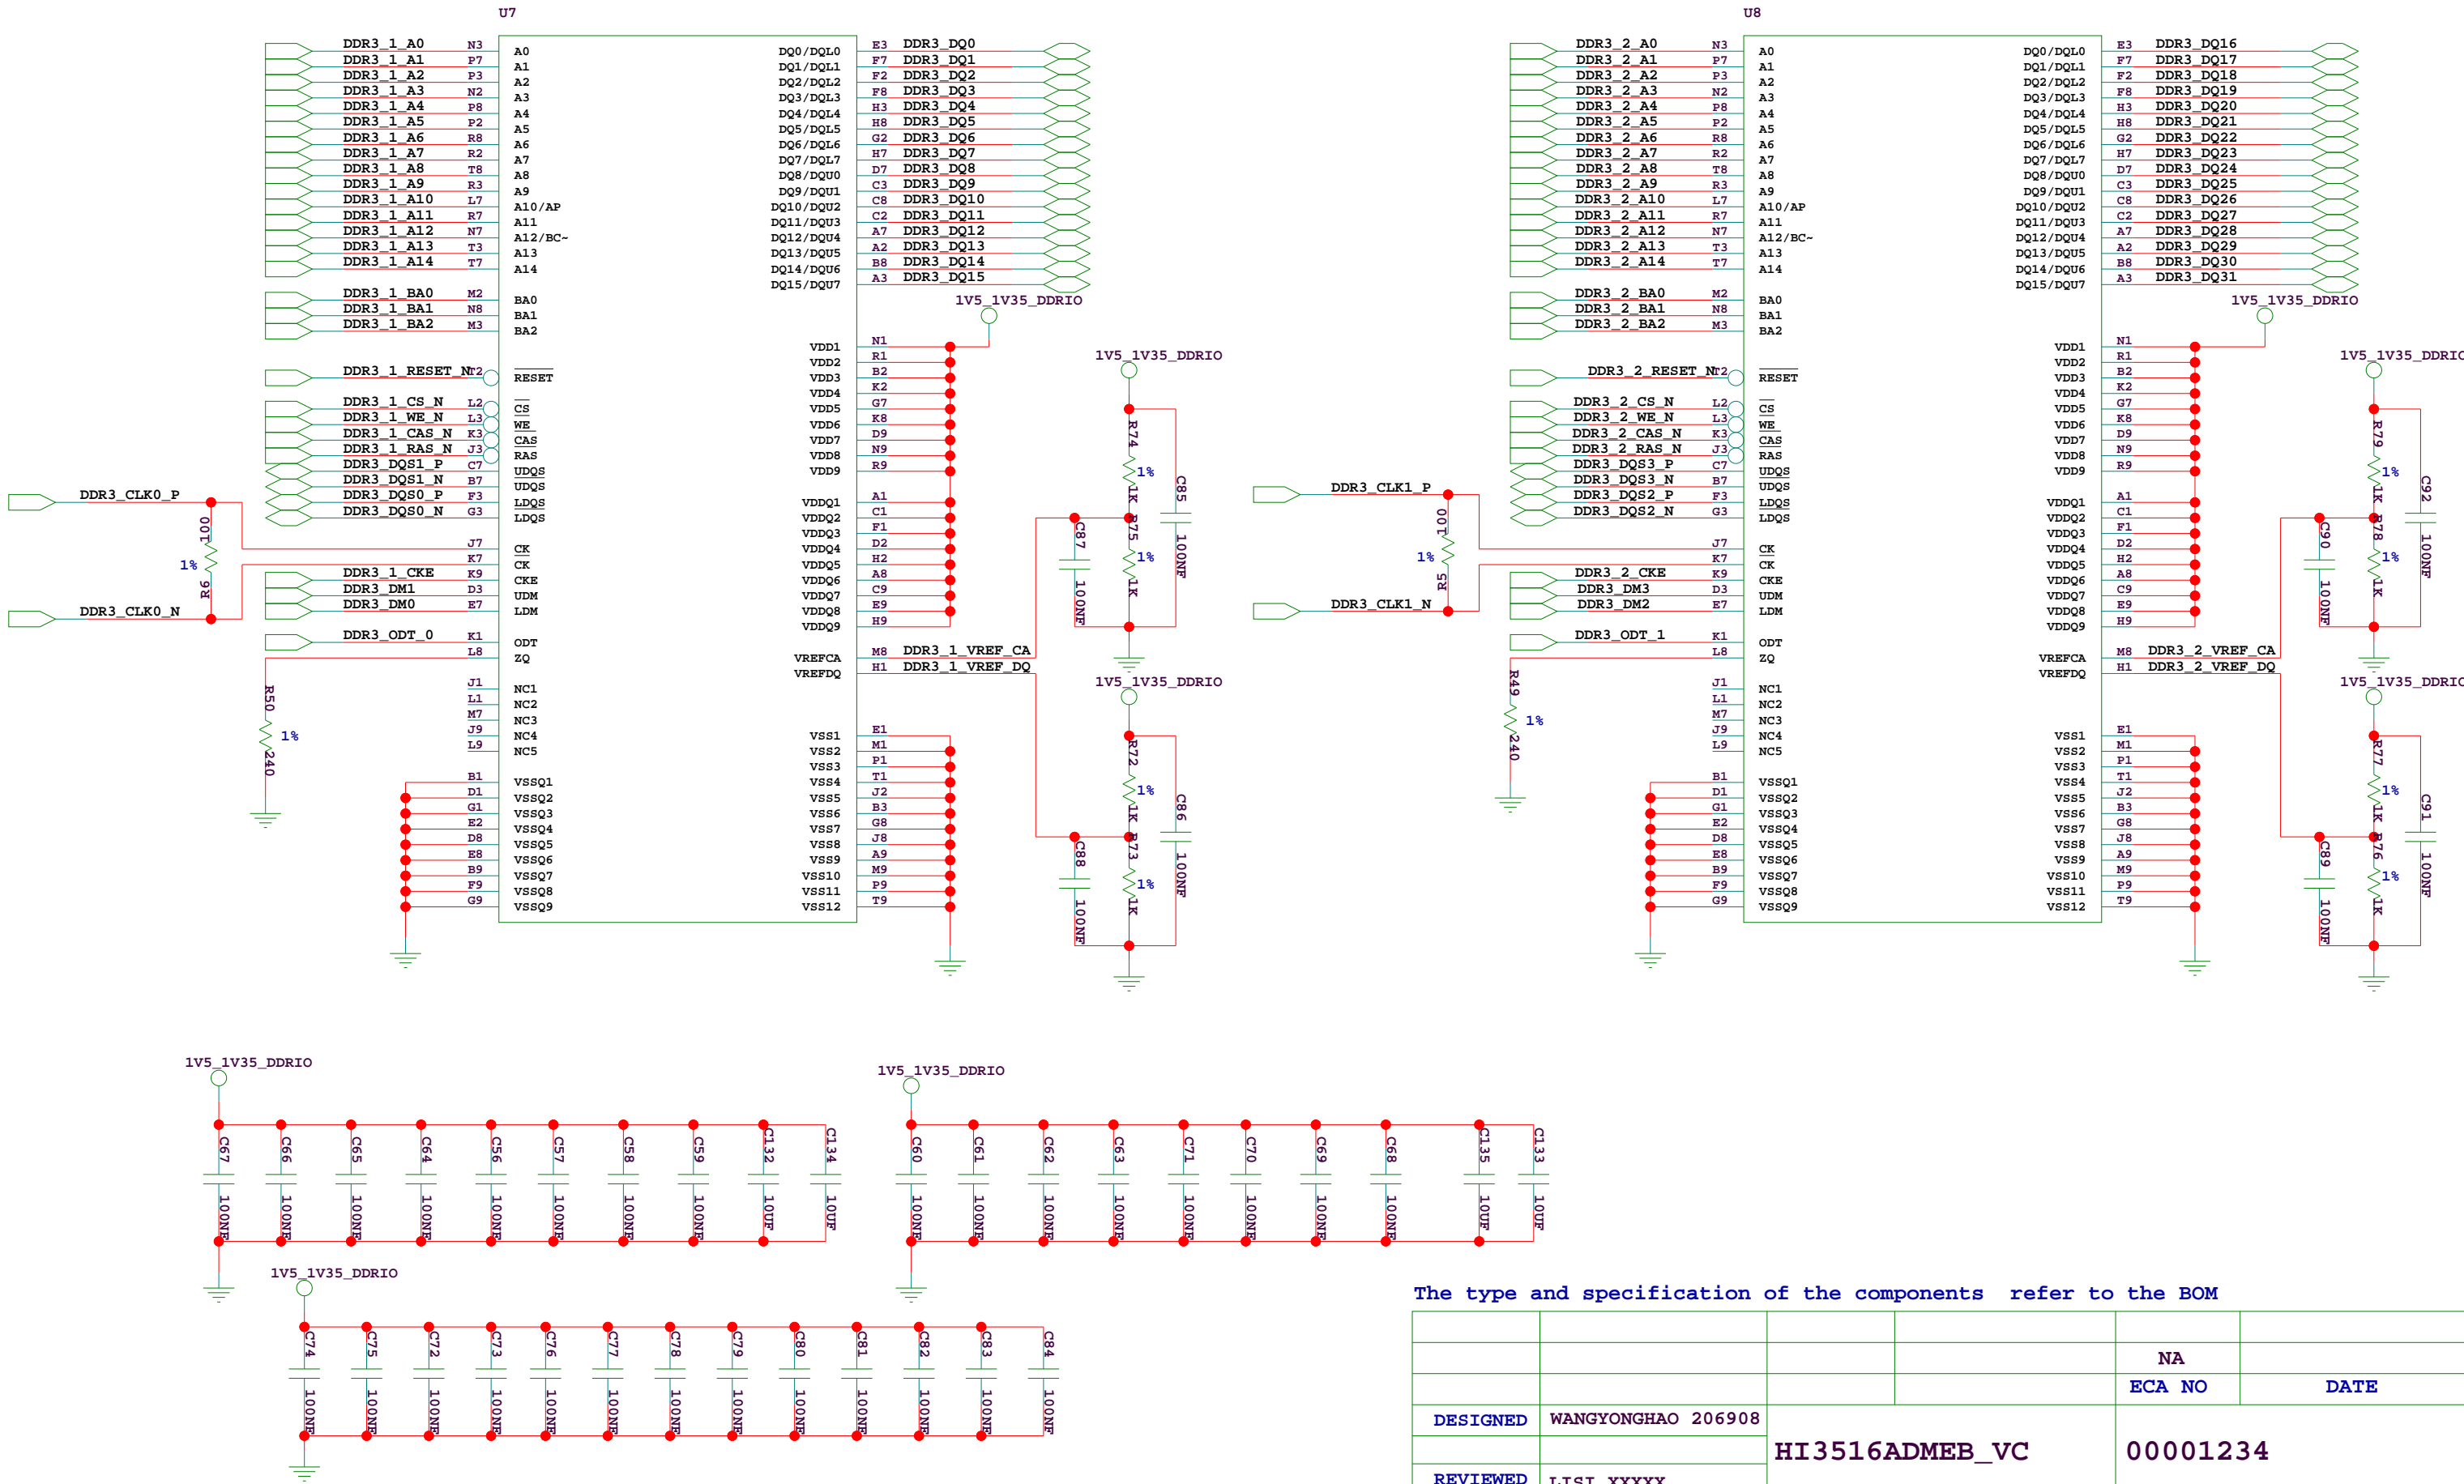 U7
DDR3_1_A0 N3 A0 DQ0/DQL0 E3 DDR3_DQ0
DDR3_1_A1 P7 A1 DQ1/DQL1 F7 DDR3_DQ1
DDR3_1_A2 P3 A2 DQ2/DQL2 F2 DDR3_DQ2
DDR3_1_A3 N2 A3 DQ3/DQL3 F8 DDR3_DQ3
DDR3_1_A4 P8 A4 DQ4/DQL4 H3 DDR3_DQ4
DDR3_1_A5 P2 A5 DQ5/DQL5 H8 DDR3_DQ5
DDR3_1_A6 R8 A6 DQ6/DQL6 G2 DDR3_DQ6
DDR3_1_A7 R2 A7 DQ7/DQL7 H7 DDR3_DQ7
DDR3_1_A8 T8 A8 DQ8/DQU0 D7 DDR3_DQ8
DDR3_1_A9 R3 A9 DQ9/DQU1 C3 DDR3_DQ9
DDR3_1_A10 L7 A10/AP DQ10/DQU2 C8 DDR3_DQ10
DDR3_1_A11 R7 A11 DQ11/DQU3 C2 DDR3_DQ11
DDR3_1_A12 N7 A12/BC~ DQ12/DQU4 A7 DDR3_DQ12
DDR3_1_A13 T3 A13 DQ13/DQU5 A2 DDR3_DQ13
DDR3_1_A14 T7 A14 DQ14/DQU6 B8 DDR3_DQ14
DQ15/DQU7 A3 DDR3_DQ15
DDR3_1_BA0 M2 BA0
DDR3_1_BA1 N8 BA1
DDR3_1_BA2 M3 BA2
1V5_1V35_DDRIO
VDD1 N1
VDD2 R1
DDR3_1_RESET_N T2 RESET VDD3 B2
VDD4 K2
DDR3_1_CS_N L2 CS VDD5 G7
DDR3_1_WE_N L3 WE VDD6 K8
DDR3_1_CAS_N K3 CAS VDD7 D9
DDR3_1_RAS_N J3 RAS VDD8 N9
DDR3_DQS1_P C7 UDQS VDD9 R9
DDR3_DQS1_N B7 UDQS
DDR3_DQS0_P F3 LDQS VDDQ1 A1
DDR3_DQS0_N G3 LDQS VDDQ2 C1
VDDQ3 F1
DDR3_CLK0_P J7 CK VDDQ4 D2
DDR3_CLK0_N K7 CK VDDQ5 H2
100 1% R6
DDR3_1_CKE K9 CKE VDDQ6 A8
DDR3_DM1 D3 UDM VDDQ7 C9
DDR3_DM0 E7 LDM VDDQ8 E9
VDDQ9 H9
DDR3_ODT_0 K1 ODT
L8 ZQ VREFCA M8 DDR3_1_VREF_CA
VREFDQ H1 DDR3_1_VREF_DQ
R50 1% 240
J1 NC1
L1 NC2
M7 NC3
J9 NC4 VSS1 E1
L9 NC5 VSS2 M1
VSS3 P1
B1 VSSQ1 VSS4 T1
D1 VSSQ2 VSS5 J2
G1 VSSQ3 VSS6 B3
E2 VSSQ4 VSS7 G8
D8 VSSQ5 VSS8 J8
E8 VSSQ6 VSS9 A9
B9 VSSQ7 VSS10 M9
F9 VSSQ8 VSS11 P9
G9 VSSQ9 VSS12 T9
1V5_1V35_DDRIO
R74 1% 1K
R75 1% 1K
C85 100NF
C87 100NF
1V5_1V35_DDRIO
R72 1% 1K
R73 1% 1K
C86 100NF
C88 100NF
U8
DDR3_2_A0 N3 A0 DQ0/DQL0 E3 DDR3_DQ16
DDR3_2_A1 P7 A1 DQ1/DQL1 F7 DDR3_DQ17
DDR3_2_A2 P3 A2 DQ2/DQL2 F2 DDR3_DQ18
DDR3_2_A3 N2 A3 DQ3/DQL3 F8 DDR3_DQ19
DDR3_2_A4 P8 A4 DQ4/DQL4 H3 DDR3_DQ20
DDR3_2_A5 P2 A5 DQ5/DQL5 H8 DDR3_DQ21
DDR3_2_A6 R8 A6 DQ6/DQL6 G2 DDR3_DQ22
DDR3_2_A7 R2 A7 DQ7/DQL7 H7 DDR3_DQ23
DDR3_2_A8 T8 A8 DQ8/DQU0 D7 DDR3_DQ24
DDR3_2_A9 R3 A9 DQ9/DQU1 C3 DDR3_DQ25
DDR3_2_A10 L7 A10/AP DQ10/DQU2 C8 DDR3_DQ26
DDR3_2_A11 R7 A11 DQ11/DQU3 C2 DDR3_DQ27
DDR3_2_A12 N7 A12/BC~ DQ12/DQU4 A7 DDR3_DQ28
DDR3_2_A13 T3 A13 DQ13/DQU5 A2 DDR3_DQ29
DDR3_2_A14 T7 A14 DQ14/DQU6 B8 DDR3_DQ30
DQ15/DQU7 A3 DDR3_DQ31
DDR3_2_BA0 M2 BA0
DDR3_2_BA1 N8 BA1
DDR3_2_BA2 M3 BA2
1V5_1V35_DDRIO
VDD1 N1
VDD2 R1
DDR3_2_RESET_N T2 RESET VDD3 B2
VDD4 K2
DDR3_2_CS_N L2 CS VDD5 G7
DDR3_2_WE_N L3 WE VDD6 K8
DDR3_2_CAS_N K3 CAS VDD7 D9
DDR3_2_RAS_N J3 RAS VDD8 N9
DDR3_DQS3_P C7 UDQS VDD9 R9
DDR3_DQS3_N B7 UDQS
DDR3_DQS2_P F3 LDQS VDDQ1 A1
DDR3_DQS2_N G3 LDQS VDDQ2 C1
VDDQ3 F1
DDR3_CLK1_P J7 CK VDDQ4 D2
DDR3_CLK1_N K7 CK VDDQ5 H2
100 1% R5
DDR3_2_CKE K9 CKE VDDQ6 A8
DDR3_DM3 D3 UDM VDDQ7 C9
DDR3_DM2 E7 LDM VDDQ8 E9
VDDQ9 H9
DDR3_ODT_1 K1 ODT
L8 ZQ VREFCA M8 DDR3_2_VREF_CA
VREFDQ H1 DDR3_2_VREF_DQ
R49 1% 240
J1 NC1
L1 NC2
M7 NC3
J9 NC4 VSS1 E1
L9 NC5 VSS2 M1
VSS3 P1
B1 VSSQ1 VSS4 T1
D1 VSSQ2 VSS5 J2
G1 VSSQ3 VSS6 B3
E2 VSSQ4 VSS7 G8
D8 VSSQ5 VSS8 J8
E8 VSSQ6 VSS9 A9
B9 VSSQ7 VSS10 M9
F9 VSSQ8 VSS11 P9
G9 VSSQ9 VSS12 T9
1V5_1V35_DDRIO
R79 1% 1K
R78 1% 1K
C92 100NF
C90 100NF
1V5_1V35_DDRIO
R77 1% 1K
R76 1% 1K
C91 100NF
C89 100NF
1V5_1V35_DDRIO
C67 C66 C65 C64 C56 C57 C58 C59 C132 C134
100NF 100NF 100NF 100NF 100NF 100NF 100NF 100NF 10UF 10UF
1V5_1V35_DDRIO
C60 C61 C62 C63 C71 C70 C69 C68 C135 C133
100NF 100NF 100NF 100NF 100NF 100NF 100NF 100NF 10UF 10UF
1V5_1V35_DDRIO
C74 C75 C72 C73 C76 C77 C78 C79 C80 C81 C82 C83 C84
100NF 100NF 100NF 100NF 100NF 100NF 100NF 100NF 100NF 100NF 100NF 100NF 100NF
The type and specification of the components refer to the BOM
NA
ECA NO DATE
DESIGNED WANGYONGHAO 206908
HI3516ADMEB_VC 00001234
REVIEWED LISI XXXXX